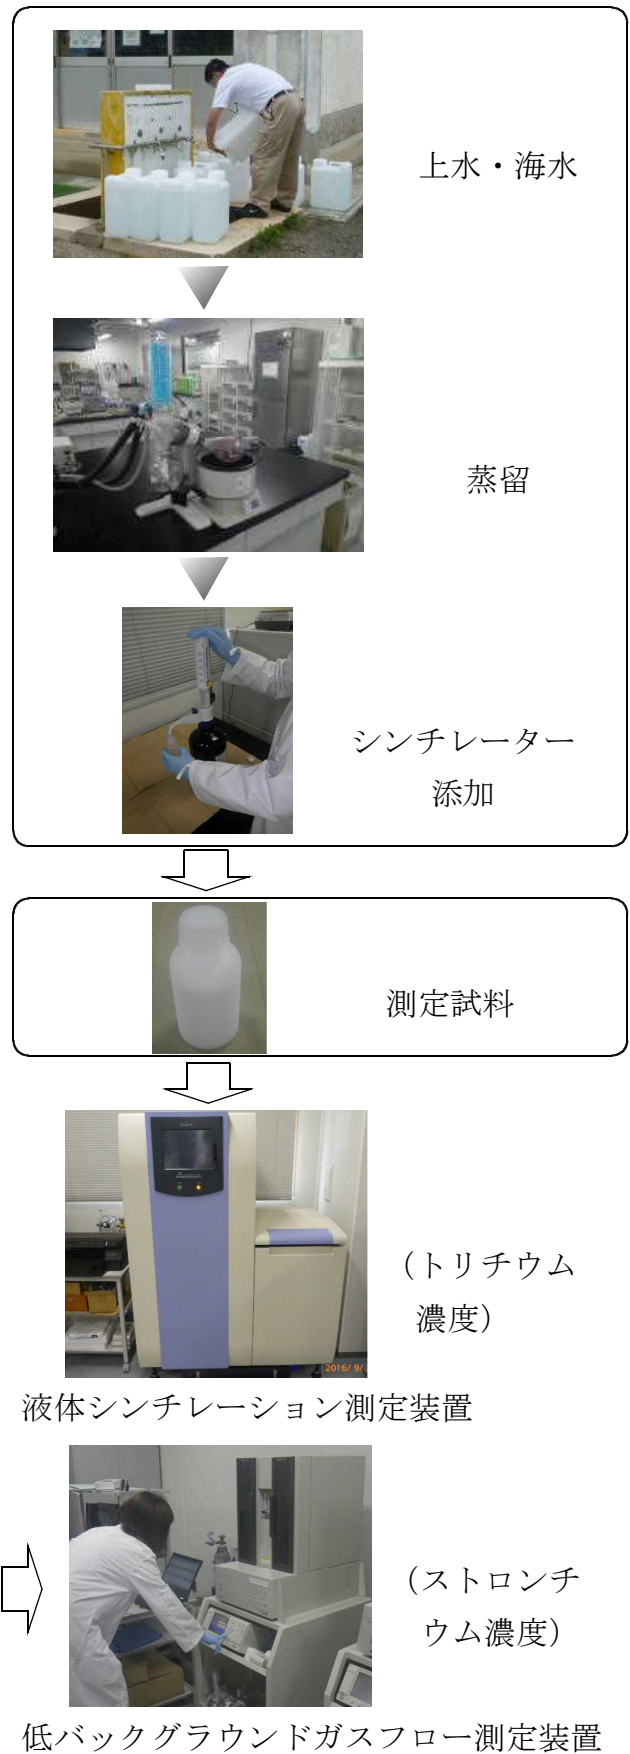 上水・海水
蒸留
シンチレーター
添加
測定試料
（トリチウム
濃度）
2016/ 9/
液体シンチレーション測定装置
（ストロンチ
ウム濃度）
低バックグラウンドガスフロー測定装置